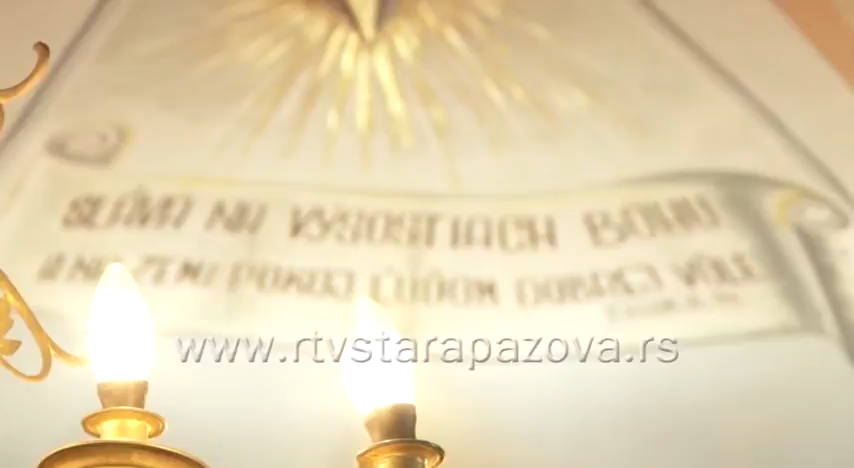 SLÁVA NA VÝSOSTIACH BOHU
A NA ZEMI POKOJ ĽUĎOM DOBREJ VÔLE
www.rtvstarapazova.rs